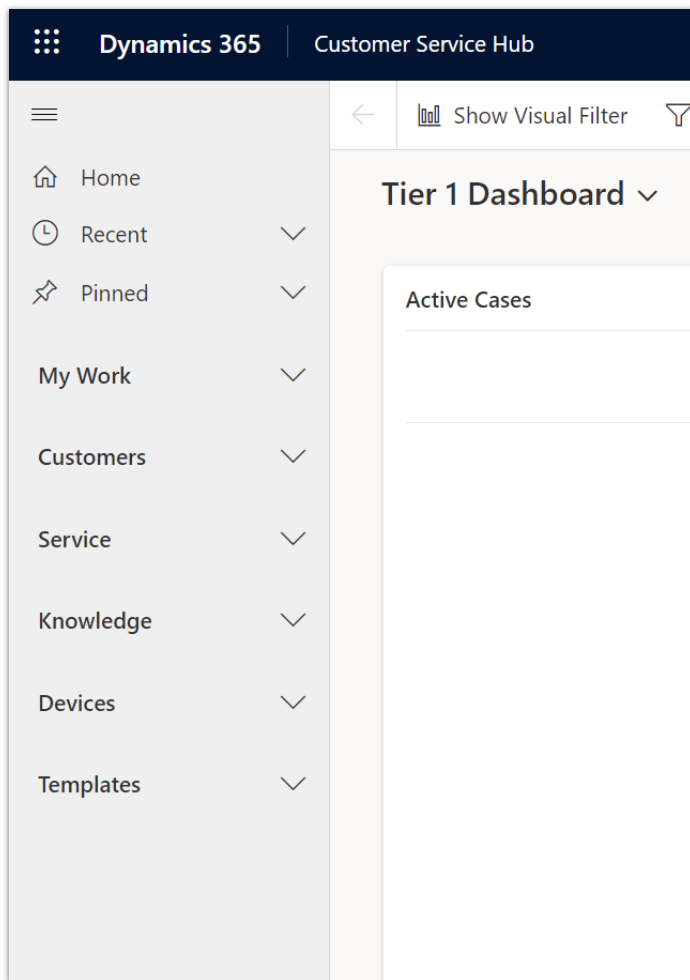 Dynamics 365
Customer Service Hub
Show Visual Filter
Home
Recent
Pinned
My Work
Customers
Service
Knowledge
Devices
Templates
Tier 1 Dashboard
Active Cases